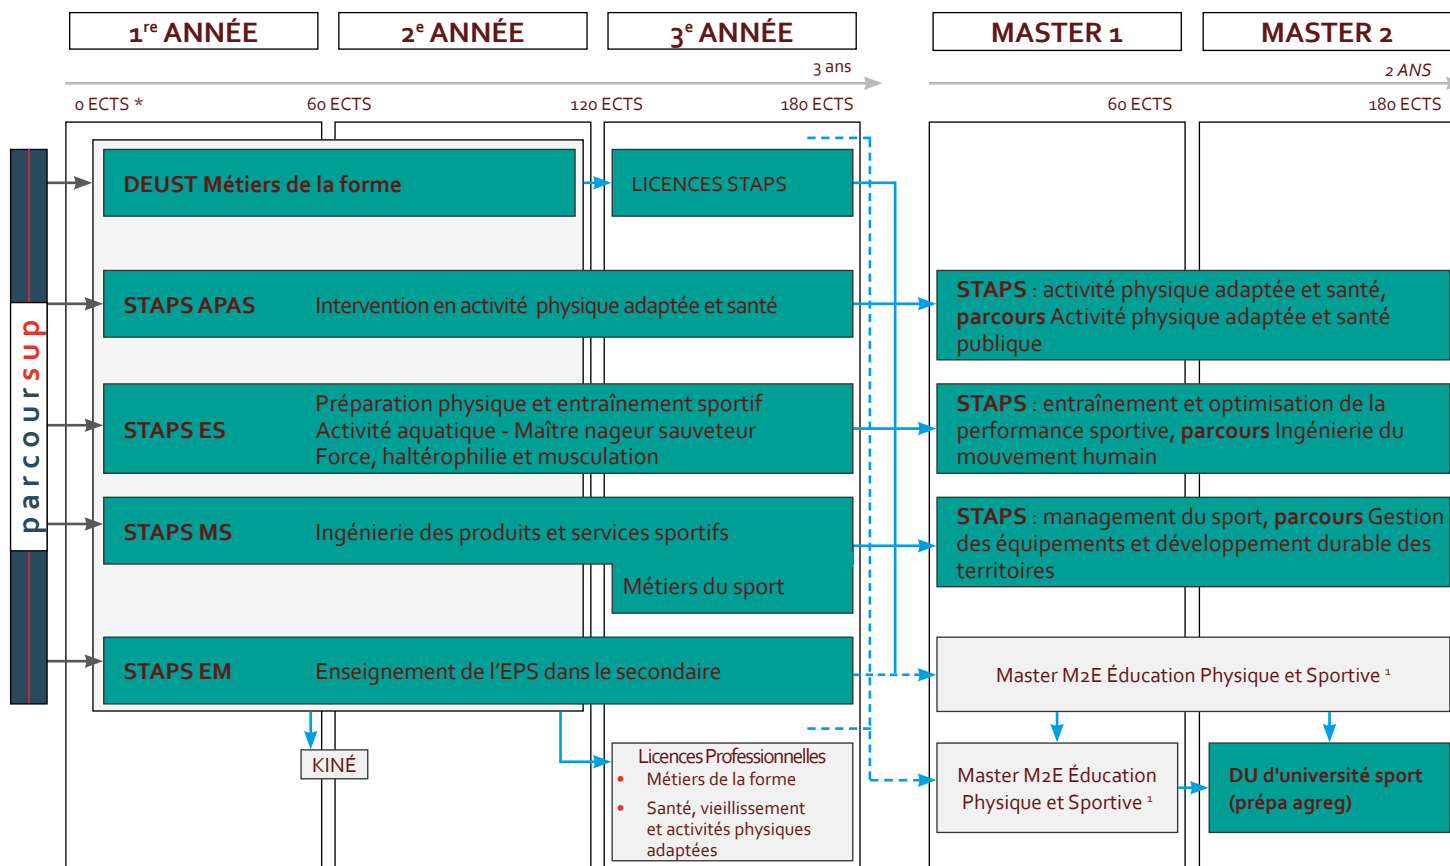 1re ANNÉE
2e ANNÉE
3e ANNÉE
MASTER 1
MASTER 2
3 ans
2 ANS
0 ECTS *
60 ECTS
120 ECTS
180 ECTS
60 ECTS
180 ECTS
parcoursup
DEUST Métiers de la forme
LICENCES STAPS
STAPS APAS
Intervention en activité physique adaptée et santé
STAPS : activité physique adaptée et santé,
parcours Activité physique adaptée et santé
publique
STAPS ES
Préparation physique et entraînement sportif
Activité aquatique - Maître nageur sauveteur
Force, haltérophilie et musculation
STAPS : entraînement et optimisation de la
performance sportive, parcours Ingénierie du
mouvement humain
STAPS MS
Ingénierie des produits et services sportifs
Métiers du sport
STAPS : management du sport, parcours Gestion
des équipements et développement durable des
territoires
STAPS EM
Enseignement de l'EPS dans le secondaire
Master M2E Éducation Physique et Sportive ¹
KINÉ
Licences Professionnelles
• Métiers de la forme
• Santé, vieillissement
et activités physiques
adaptées
Master M2E Éducation
Physique et Sportive ¹
DU d'université sport
(prépa agreg)